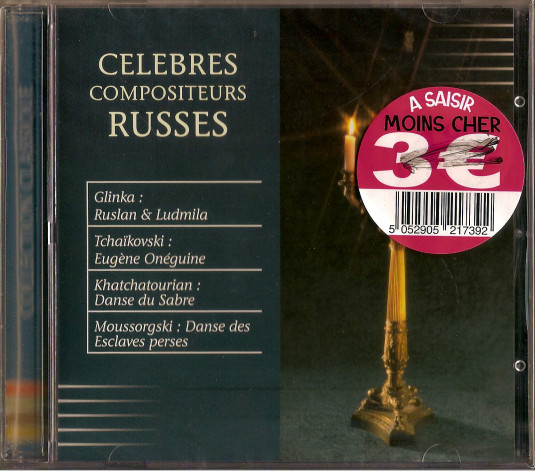 CELEBRES
COMPOSITEURS
RUSSES
Glinka :
Ruslan & Ludmila
Tchaïkovski :
Eugène Onéguine
Khatchatourian :
Danse du Sabre
Moussorgski : Danse des
Esclaves perses
A SAISIR
MOINS CHER
3€
5 052905 217392